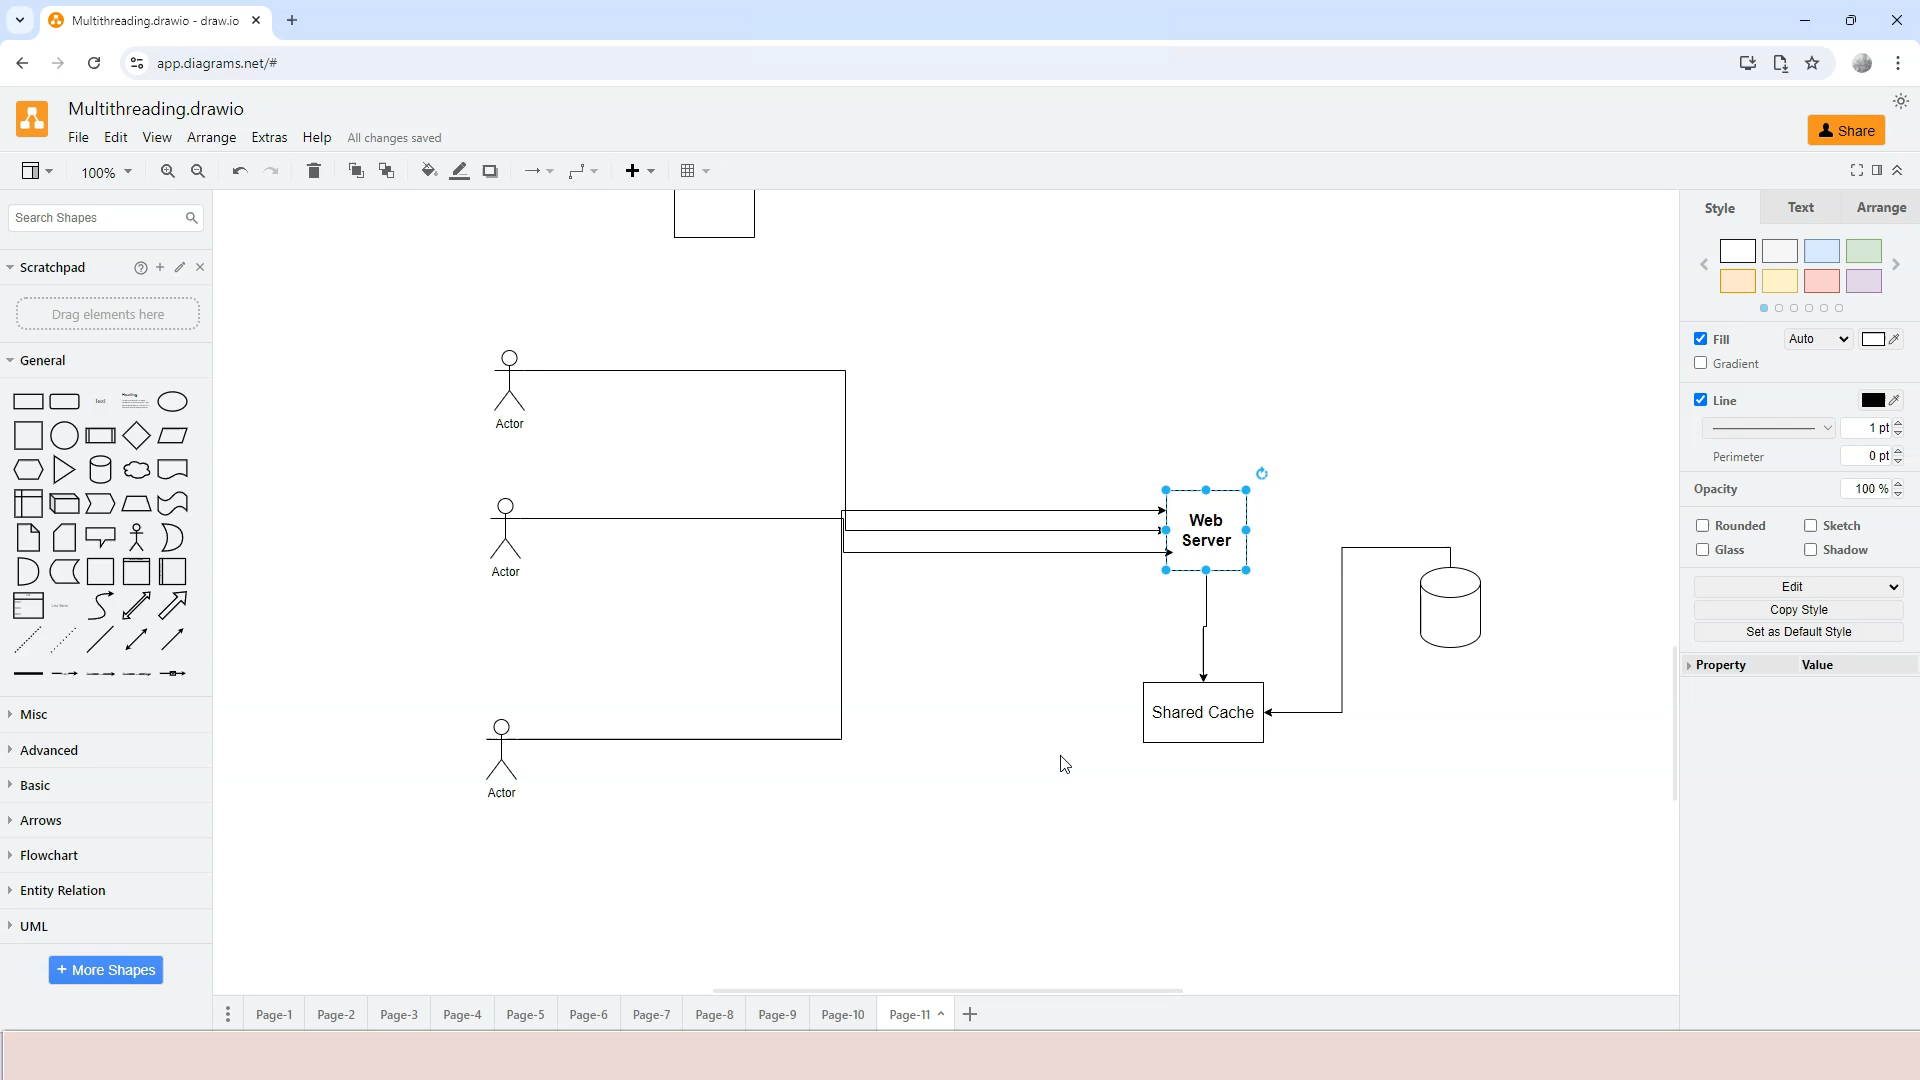 Multithreading.drawio - draw.io
app.diagrams.net/#
Multithreading.drawio
File Edit View Arrange Extras Help All changes saved
Share
100%
Search Shapes
Scratchpad
Drag elements here
General
Text
Heading
Misc
Advanced
Basic
Arrows
Flowchart
Entity Relation
UML
+ More Shapes
Actor
Actor
Actor
Web
Server
Shared Cache
Style Text Arrange
Fill Auto
Gradient
Line
1 pt
Perimeter 0 pt
Opacity 100 %
Rounded Sketch
Glass Shadow
Edit
Copy Style
Set as Default Style
Property Value
Page-1 Page-2 Page-3 Page-4 Page-5 Page-6 Page-7 Page-8 Page-9 Page-10 Page-11